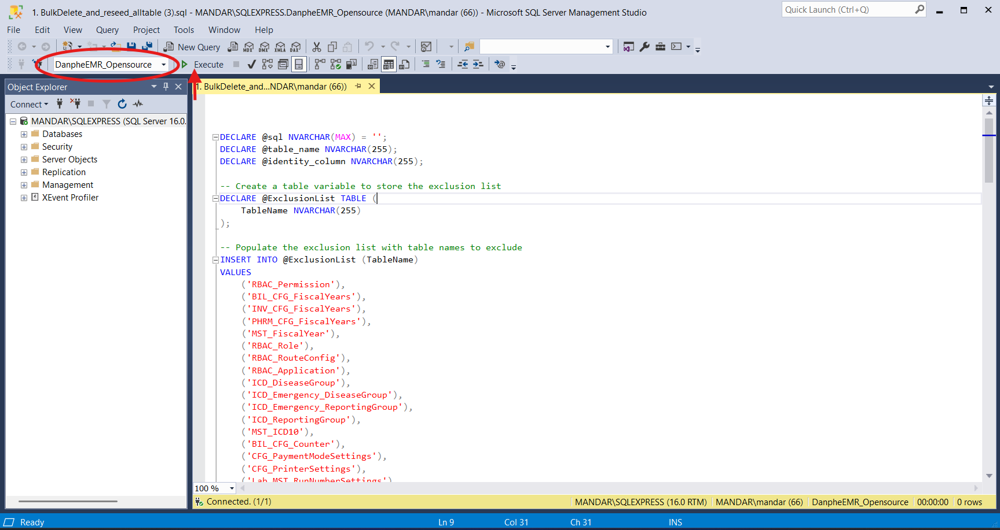 1. BulkDelete_and_reseed_alltable (3).sql - MANDAR\SQLEXPRESS.DanpheEMR_Opensource (MANDAR\mandar (66)) - Microsoft SQL Server Management Studio
Quick Launch (Ctrl+Q)
File Edit View Query Project Tools Window Help
New Query MDX DMX XMLA DAX
DanpheEMR_Opensource Execute
Object Explorer
1. BulkDelete_and...NDAR\mandar (66))
Connect
MANDAR\SQLEXPRESS (SQL Server 16.0.
Databases
Security
Server Objects
Replication
Management
XEvent Profiler
DECLARE @sql NVARCHAR(MAX) = '';
DECLARE @table_name NVARCHAR(255);
DECLARE @identity_column NVARCHAR(255);
-- Create a table variable to store the exclusion list
DECLARE @ExclusionList TABLE (
TableName NVARCHAR(255)
);
-- Populate the exclusion list with table names to exclude
INSERT INTO @ExclusionList (TableName)
VALUES
('RBAC_Permission'),
('BIL_CFG_FiscalYears'),
('INV_CFG_FiscalYears'),
('PHRM_CFG_FiscalYears'),
('MST_FiscalYear'),
('RBAC_Role'),
('RBAC_RouteConfig'),
('RBAC_Application'),
('ICD_DiseaseGroup'),
('ICD_Emergency_DiseaseGroup'),
('ICD_Emergency_ReportingGroup'),
('ICD_ReportingGroup'),
('MST_ICD10'),
('BIL_CFG_Counter'),
('CFG_PaymentModeSettings'),
('CFG_PrinterSettings'),
('Lab_MST_RunNumberSettings')
100 %
Connected. (1/1)
MANDAR\SQLEXPRESS (16.0 RTM) MANDAR\mandar (66) DanpheEMR_Opensource 00:00:00 0 rows
Ready Ln 9 Col 31 Ch 31 INS